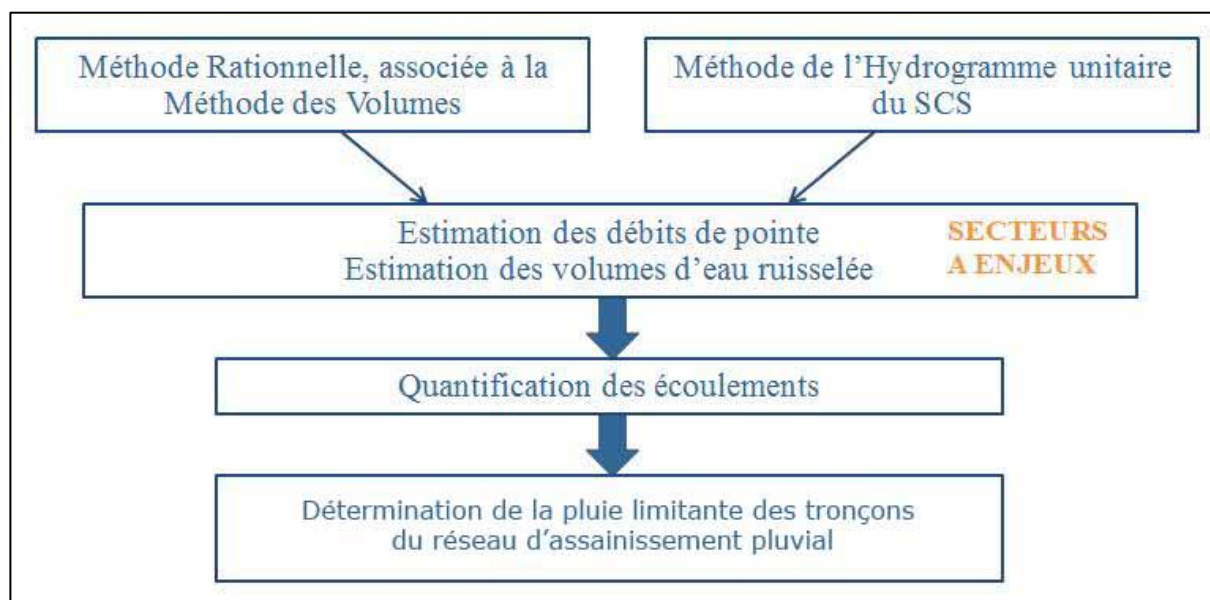 Méthode Rationnelle, associée à la
Méthode des Volumes
Méthode de l'Hydrogramme unitaire
du SCS
Estimation des débits de pointe
Estimation des volumes d'eau ruisselée
SECTEURS
A ENJEUX
Quantification des écoulements
Détermination de la pluie limitante des tronçons
du réseau d'assainissement pluvial